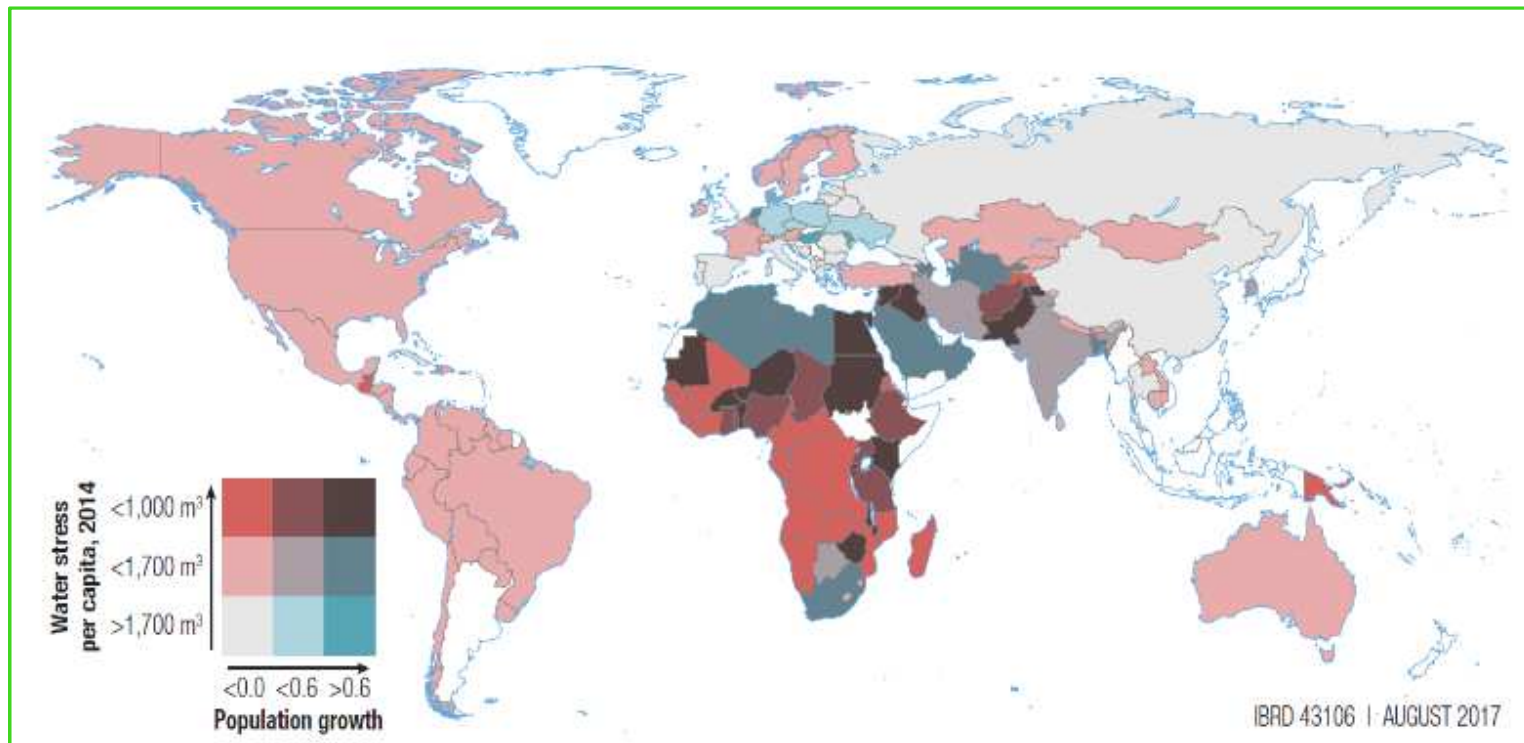 Water stress
per capita, 2014
<1,000 m³
<1,700 m³
>1,700 m³
<0.0 <0.6 >0.6
Population growth
IBRD 43106 | AUGUST 2017